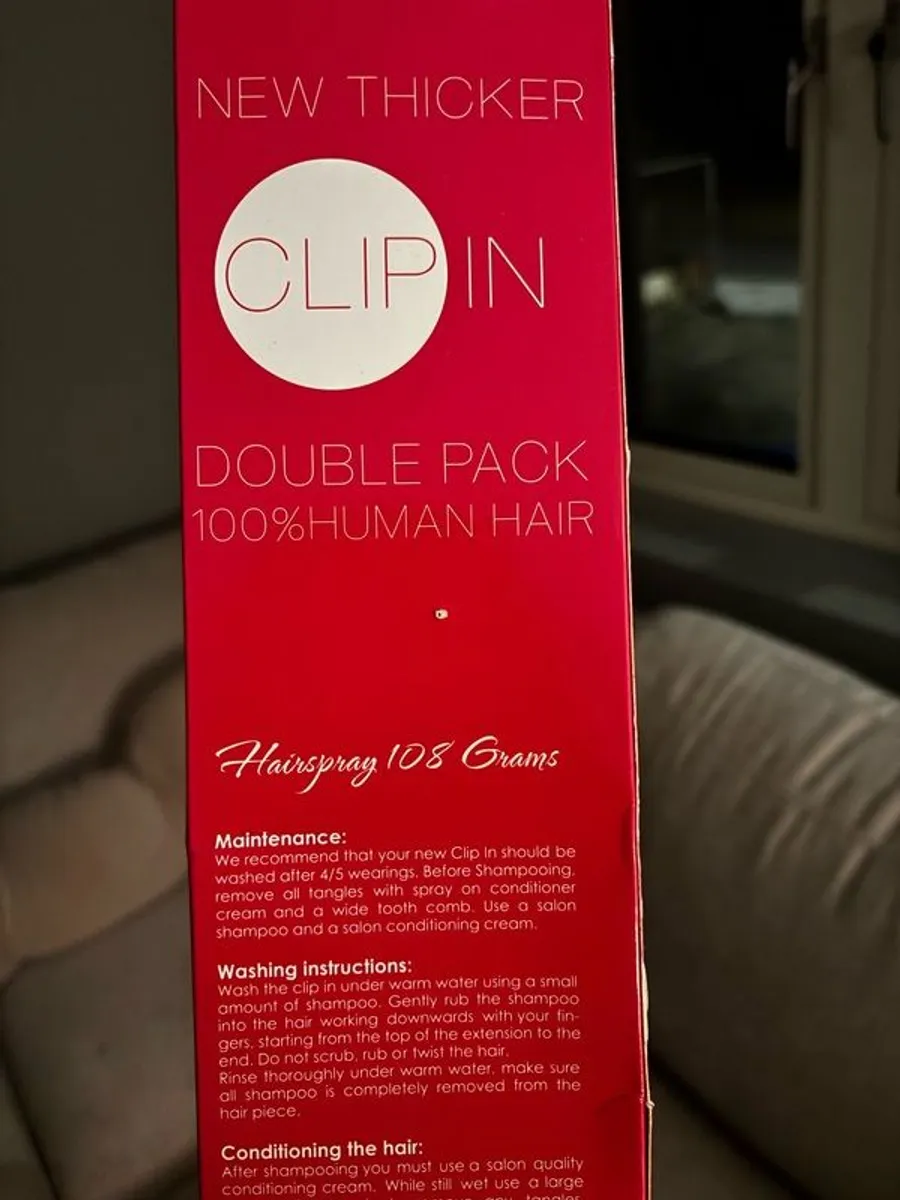 NEW THICKER
CLIP IN
DOUBLE PACK
100%HUMAN HAIR
Hairspray 108 Grams
Maintenance:
We recommend that your new Clip In should be
washed after 4/5 wearings. Before Shampooing,
remove all tangles with spray on conditioner
cream and a wide tooth comb. Use a salon
shampoo and a salon conditioning cream.
Washing instructions:
Wash the clip in under warm water using a small
amount of shampoo. Gently rub the shampoo
into the hair working downwards with your fin-
gers, starting from the top of the extension to the
end. Do not scrub, rub or twist the hair.
Rinse thoroughly under warm water, make sure
all shampoo is completely removed from the
hair piece.
Conditioning the hair:
After shampooing you must use a salon quality
conditioning cream. While still wet use a large
any tangles